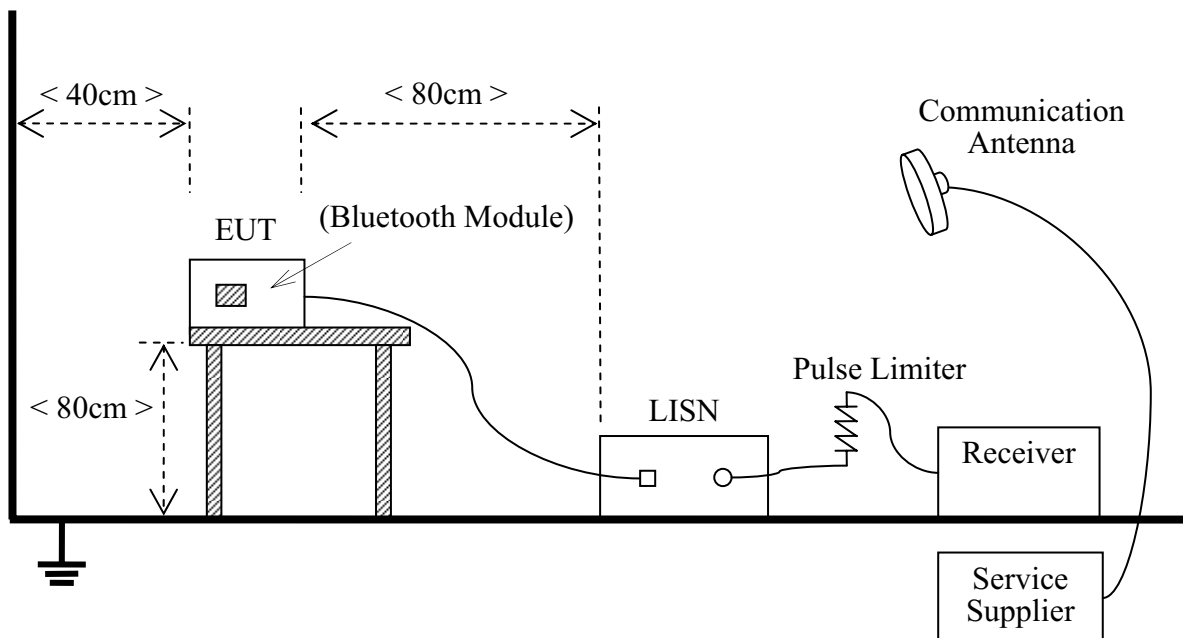 < 40cm >
< 80cm >
Communication
Antenna
(Bluetooth Module)
EUT
Pulse Limiter
< 80cm >
LISN
Receiver
Service
Supplier